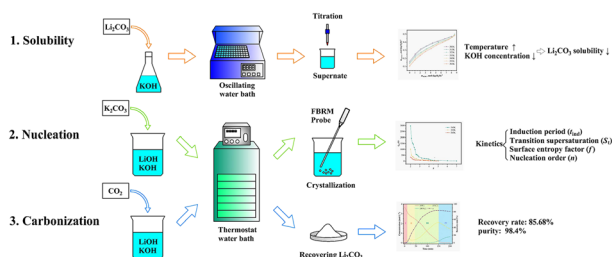 1. Solubility
Li₂CO₃
KOH
Oscillating
water bath
Titration
Supernate
Temperature ↑
KOH concentration ↓
Li₂CO₃ solubility ↓
2. Nucleation
K₂CO₃
LiOH
KOH
Thermostat
water bath
FBRM
Probe
Crystallization
Kinetics
Induction period (t_ind)
Transition supersaturation (S_t)
Surface entropy factor (f)
Nucleation order (n)
3. Carbonization
CO₂
LiOH
KOH
Recovering Li₂CO₃
Recovery rate: 85.68%
purity: 98.4%